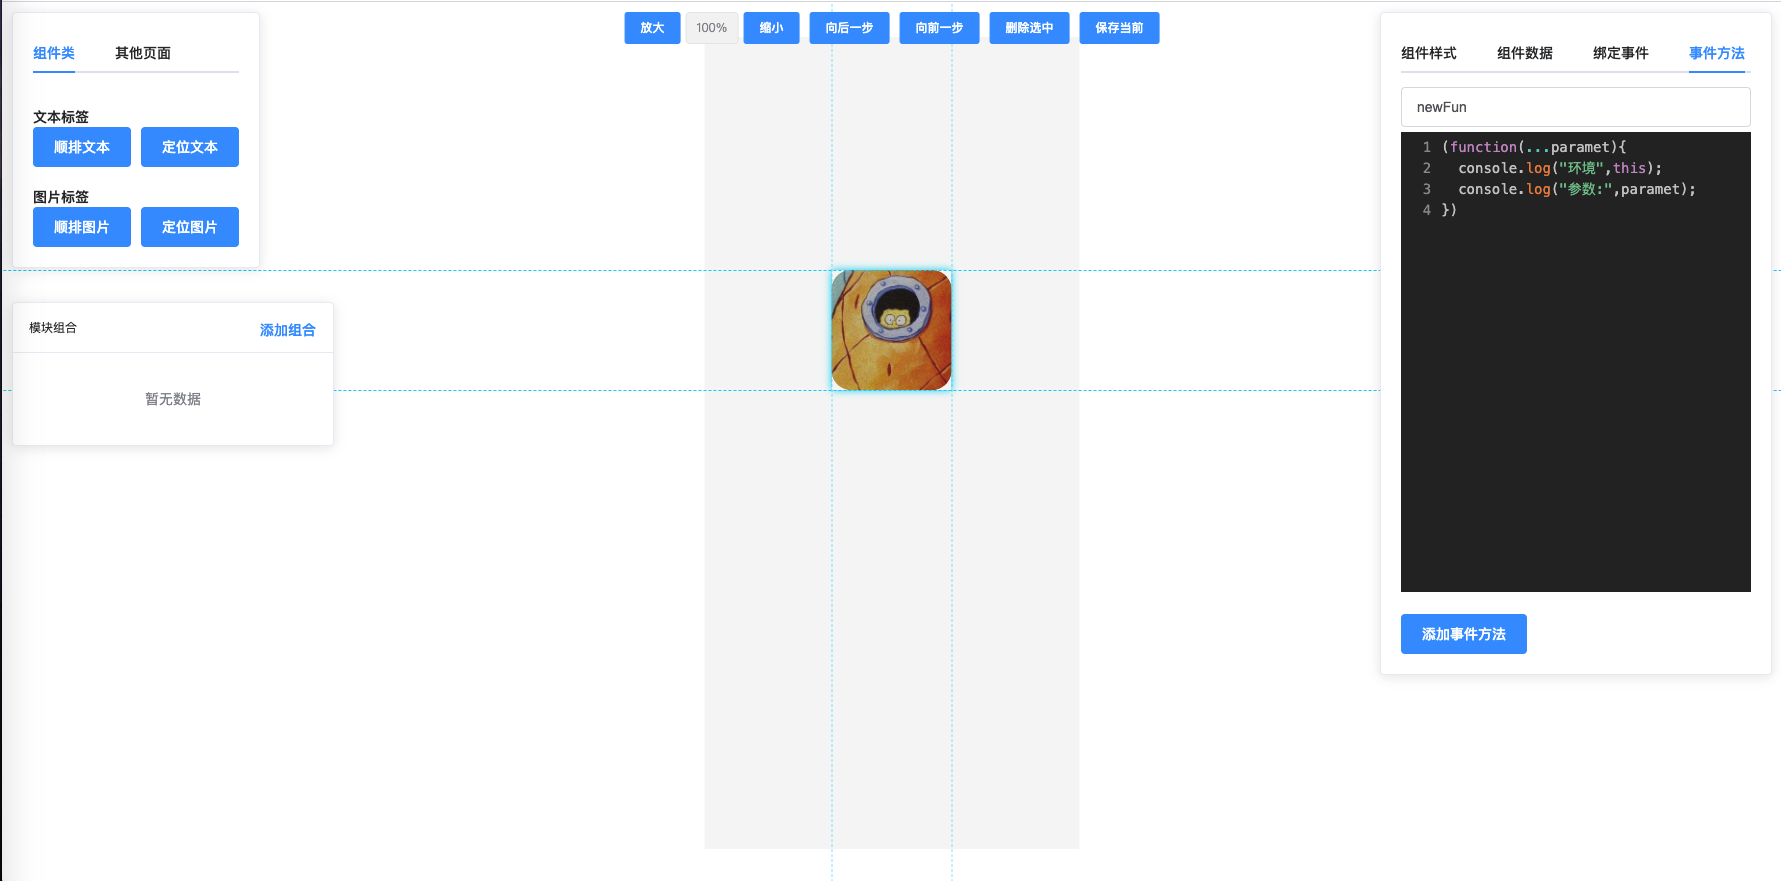 放大 100% 缩小 向后一步 向前一步 删除选中 保存当前
组件类 其他页面
文本标签
顺排文本 定位文本
图片标签
顺排图片 定位图片
模块组合 添加组合
暂无数据
组件样式 组件数据 绑定事件 事件方法
newFun
1 (function(...paramet){
2   console.log("环境",this);
3   console.log("参数:",paramet);
4 })
添加事件方法